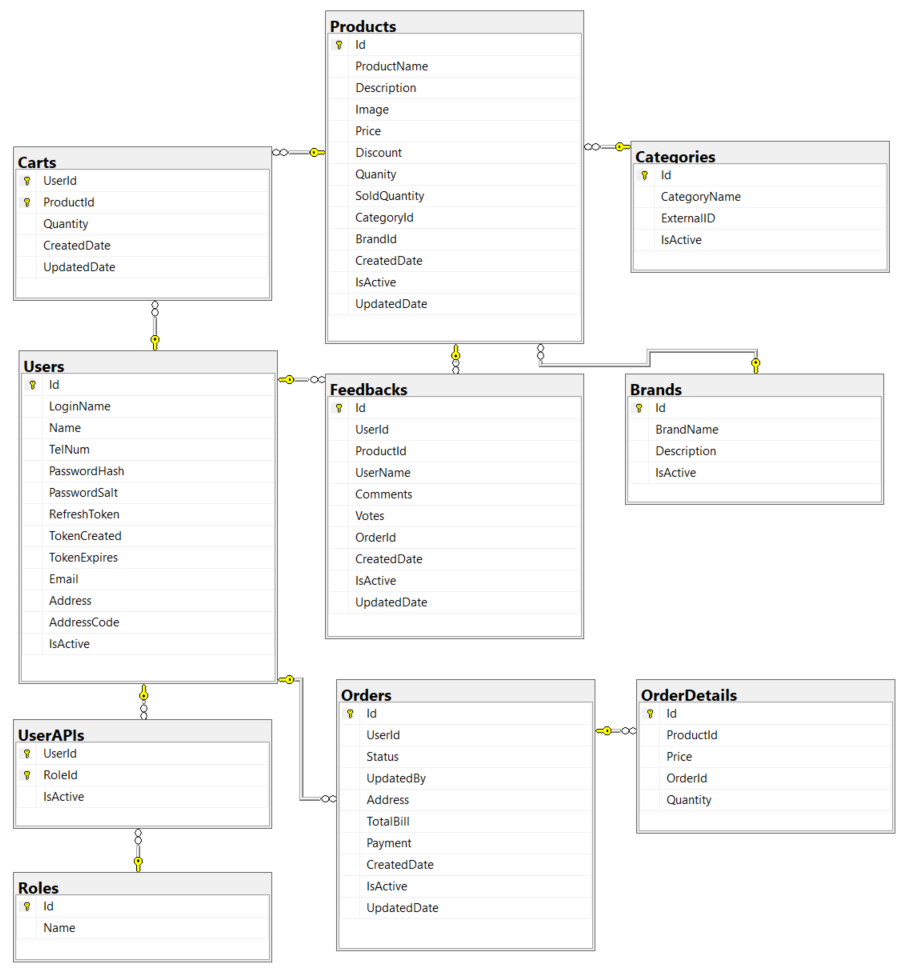 Products
Id
ProductName
Description
Image
Price
Discount
Quanity
SoldQuantity
CategoryId
BrandId
CreatedDate
IsActive
UpdatedDate
Carts
UserId
ProductId
Quantity
CreatedDate
UpdatedDate
Categories
Id
CategoryName
ExternalID
IsActive
Users
Id
LoginName
Name
TelNum
PasswordHash
PasswordSalt
RefreshToken
TokenCreated
TokenExpires
Email
Address
AddressCode
IsActive
Feedbacks
Id
UserId
ProductId
UserName
Comments
Votes
OrderId
CreatedDate
IsActive
UpdatedDate
Brands
Id
BrandName
Description
IsActive
UserAPIs
UserId
RoleId
IsActive
Orders
Id
UserId
Status
UpdatedBy
Address
TotalBill
Payment
CreatedDate
IsActive
UpdatedDate
OrderDetails
Id
ProductId
Price
OrderId
Quantity
Roles
Id
Name